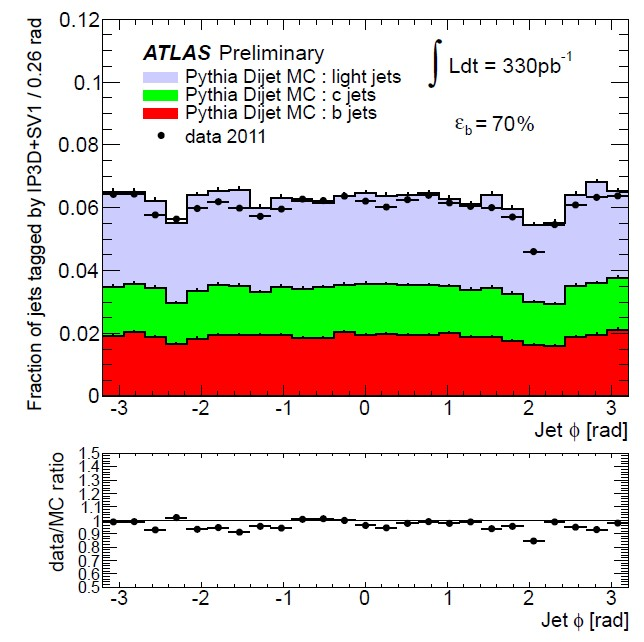 Fraction of jets tagged by IP3D+SV1 / 0.26 rad
0.12
0.1
0.08
0.06
0.04
0.02
0
ATLAS Preliminary
Pythia Dijet MC : light jets
Pythia Dijet MC : c jets
Pythia Dijet MC : b jets
data 2011
∫ Ldt = 330pb⁻¹
εb = 70%
-3 -2 -1 0 1 2 3
Jet ϕ [rad]
data/MC ratio
1.5
1.4
1.3
1.2
1.1
1
0.9
0.8
0.7
0.6
0.5
-3 -2 -1 0 1 2 3
Jet ϕ [rad]